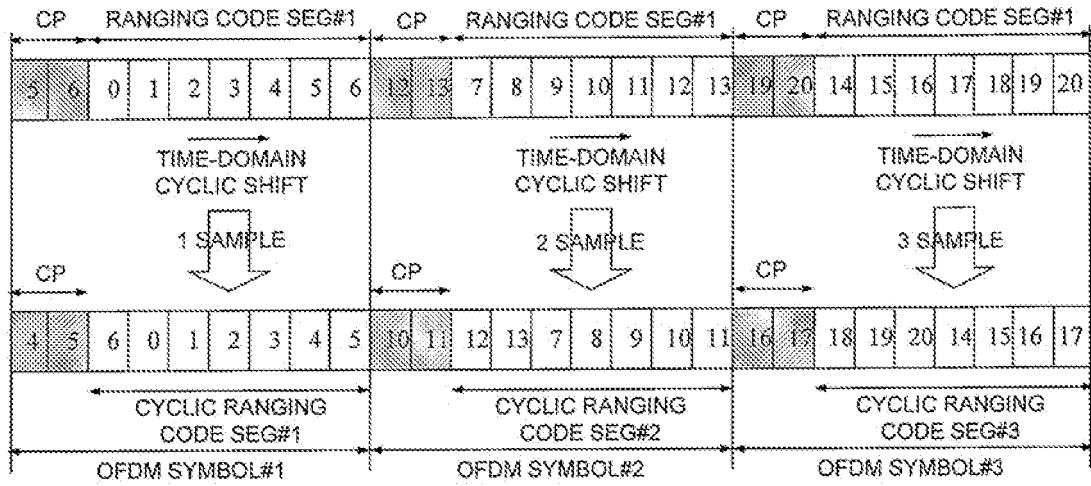 CP RANGING CODE SEG#1 CP RANGING CODE SEG#1 CP RANGING CODE SEG#1
5 6 0 1 2 3 4 5 6 12 13 7 8 9 10 11 12 13 19 20 14 15 16 17 18 19 20
TIME-DOMAIN TIME-DOMAIN TIME-DOMAIN
CYCLIC SHIFT CYCLIC SHIFT CYCLIC SHIFT
1 SAMPLE 2 SAMPLE 3 SAMPLE
CP CP CP
4 5 6 0 1 2 3 4 5 10 11 12 13 7 8 9 10 11 16 17 18 19 20 14 15 16 17
CYCLIC RANGING CYCLIC RANGING CYCLIC RANGING
CODE SEG#1 CODE SEG#2 CODE SEG#3
OFDM SYMBOL#1 OFDM SYMBOL#2 OFDM SYMBOL#3